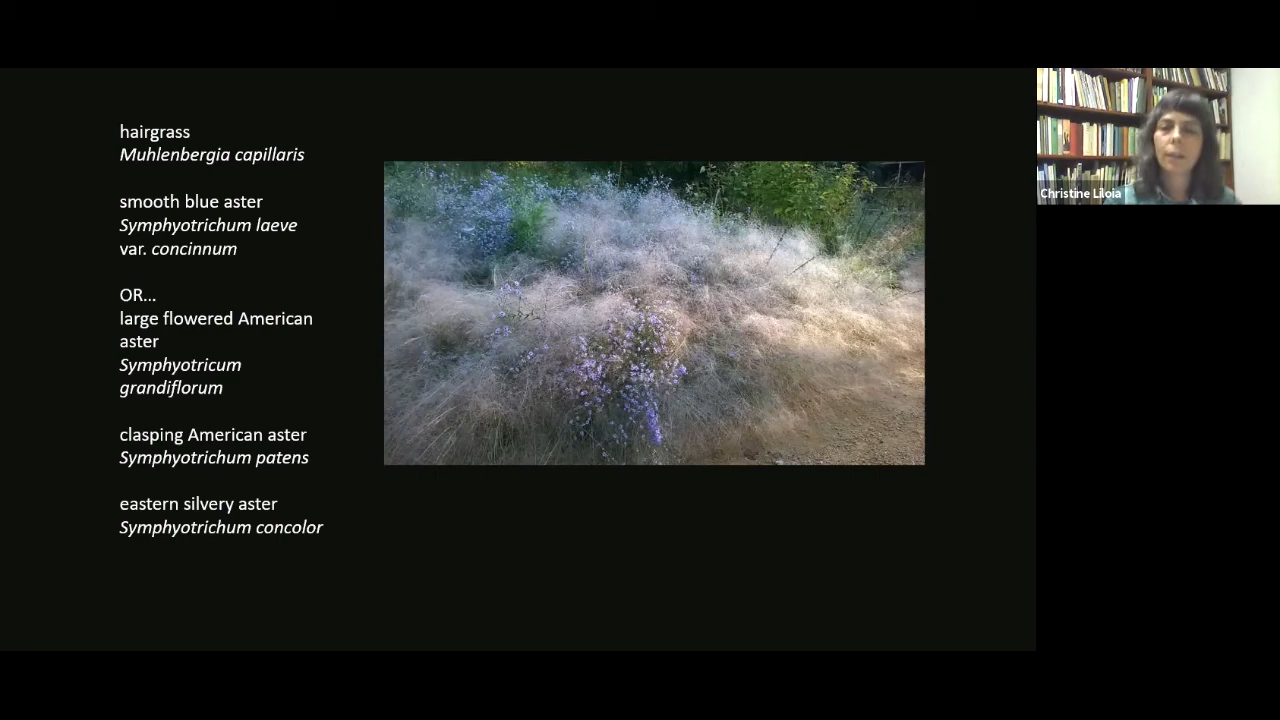 hairgrass
Muhlenbergia capillaris
smooth blue aster
Symphyotrichum laeve
var. concinnum
OR...
large flowered American
aster
Symphyotricum
grandiflorum
clasping American aster
Symphyotrichum patens
eastern silvery aster
Symphyotrichum concolor
Christine Liloia